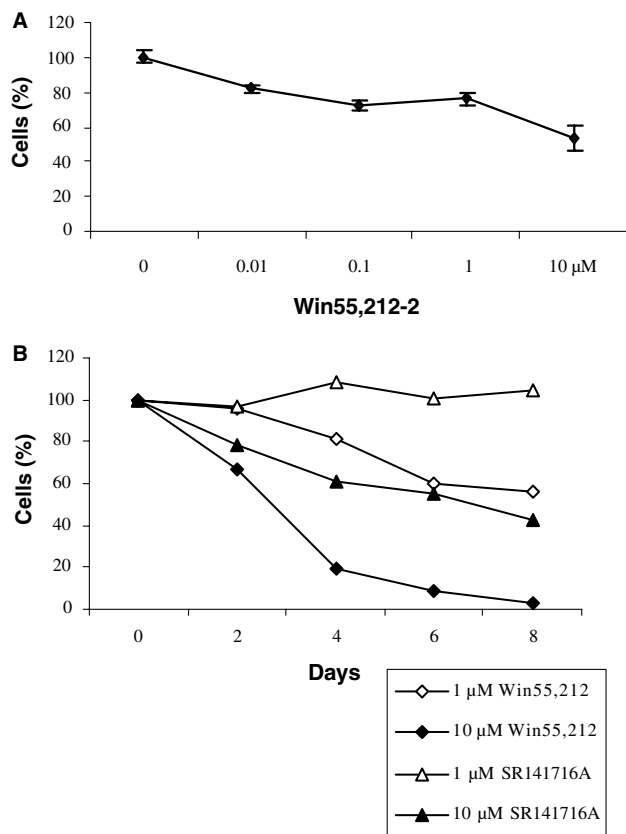 A
120
100
80
60
40
20
0
Cells (%)
0 0.01 0.1 1 10 µM
Win55,212-2
B
120
100
80
60
40
20
0
Cells (%)
0 2 4 6 8
Days
1 µM Win55,212
10 µM Win55,212
1 µM SR141716A
10 µM SR141716A